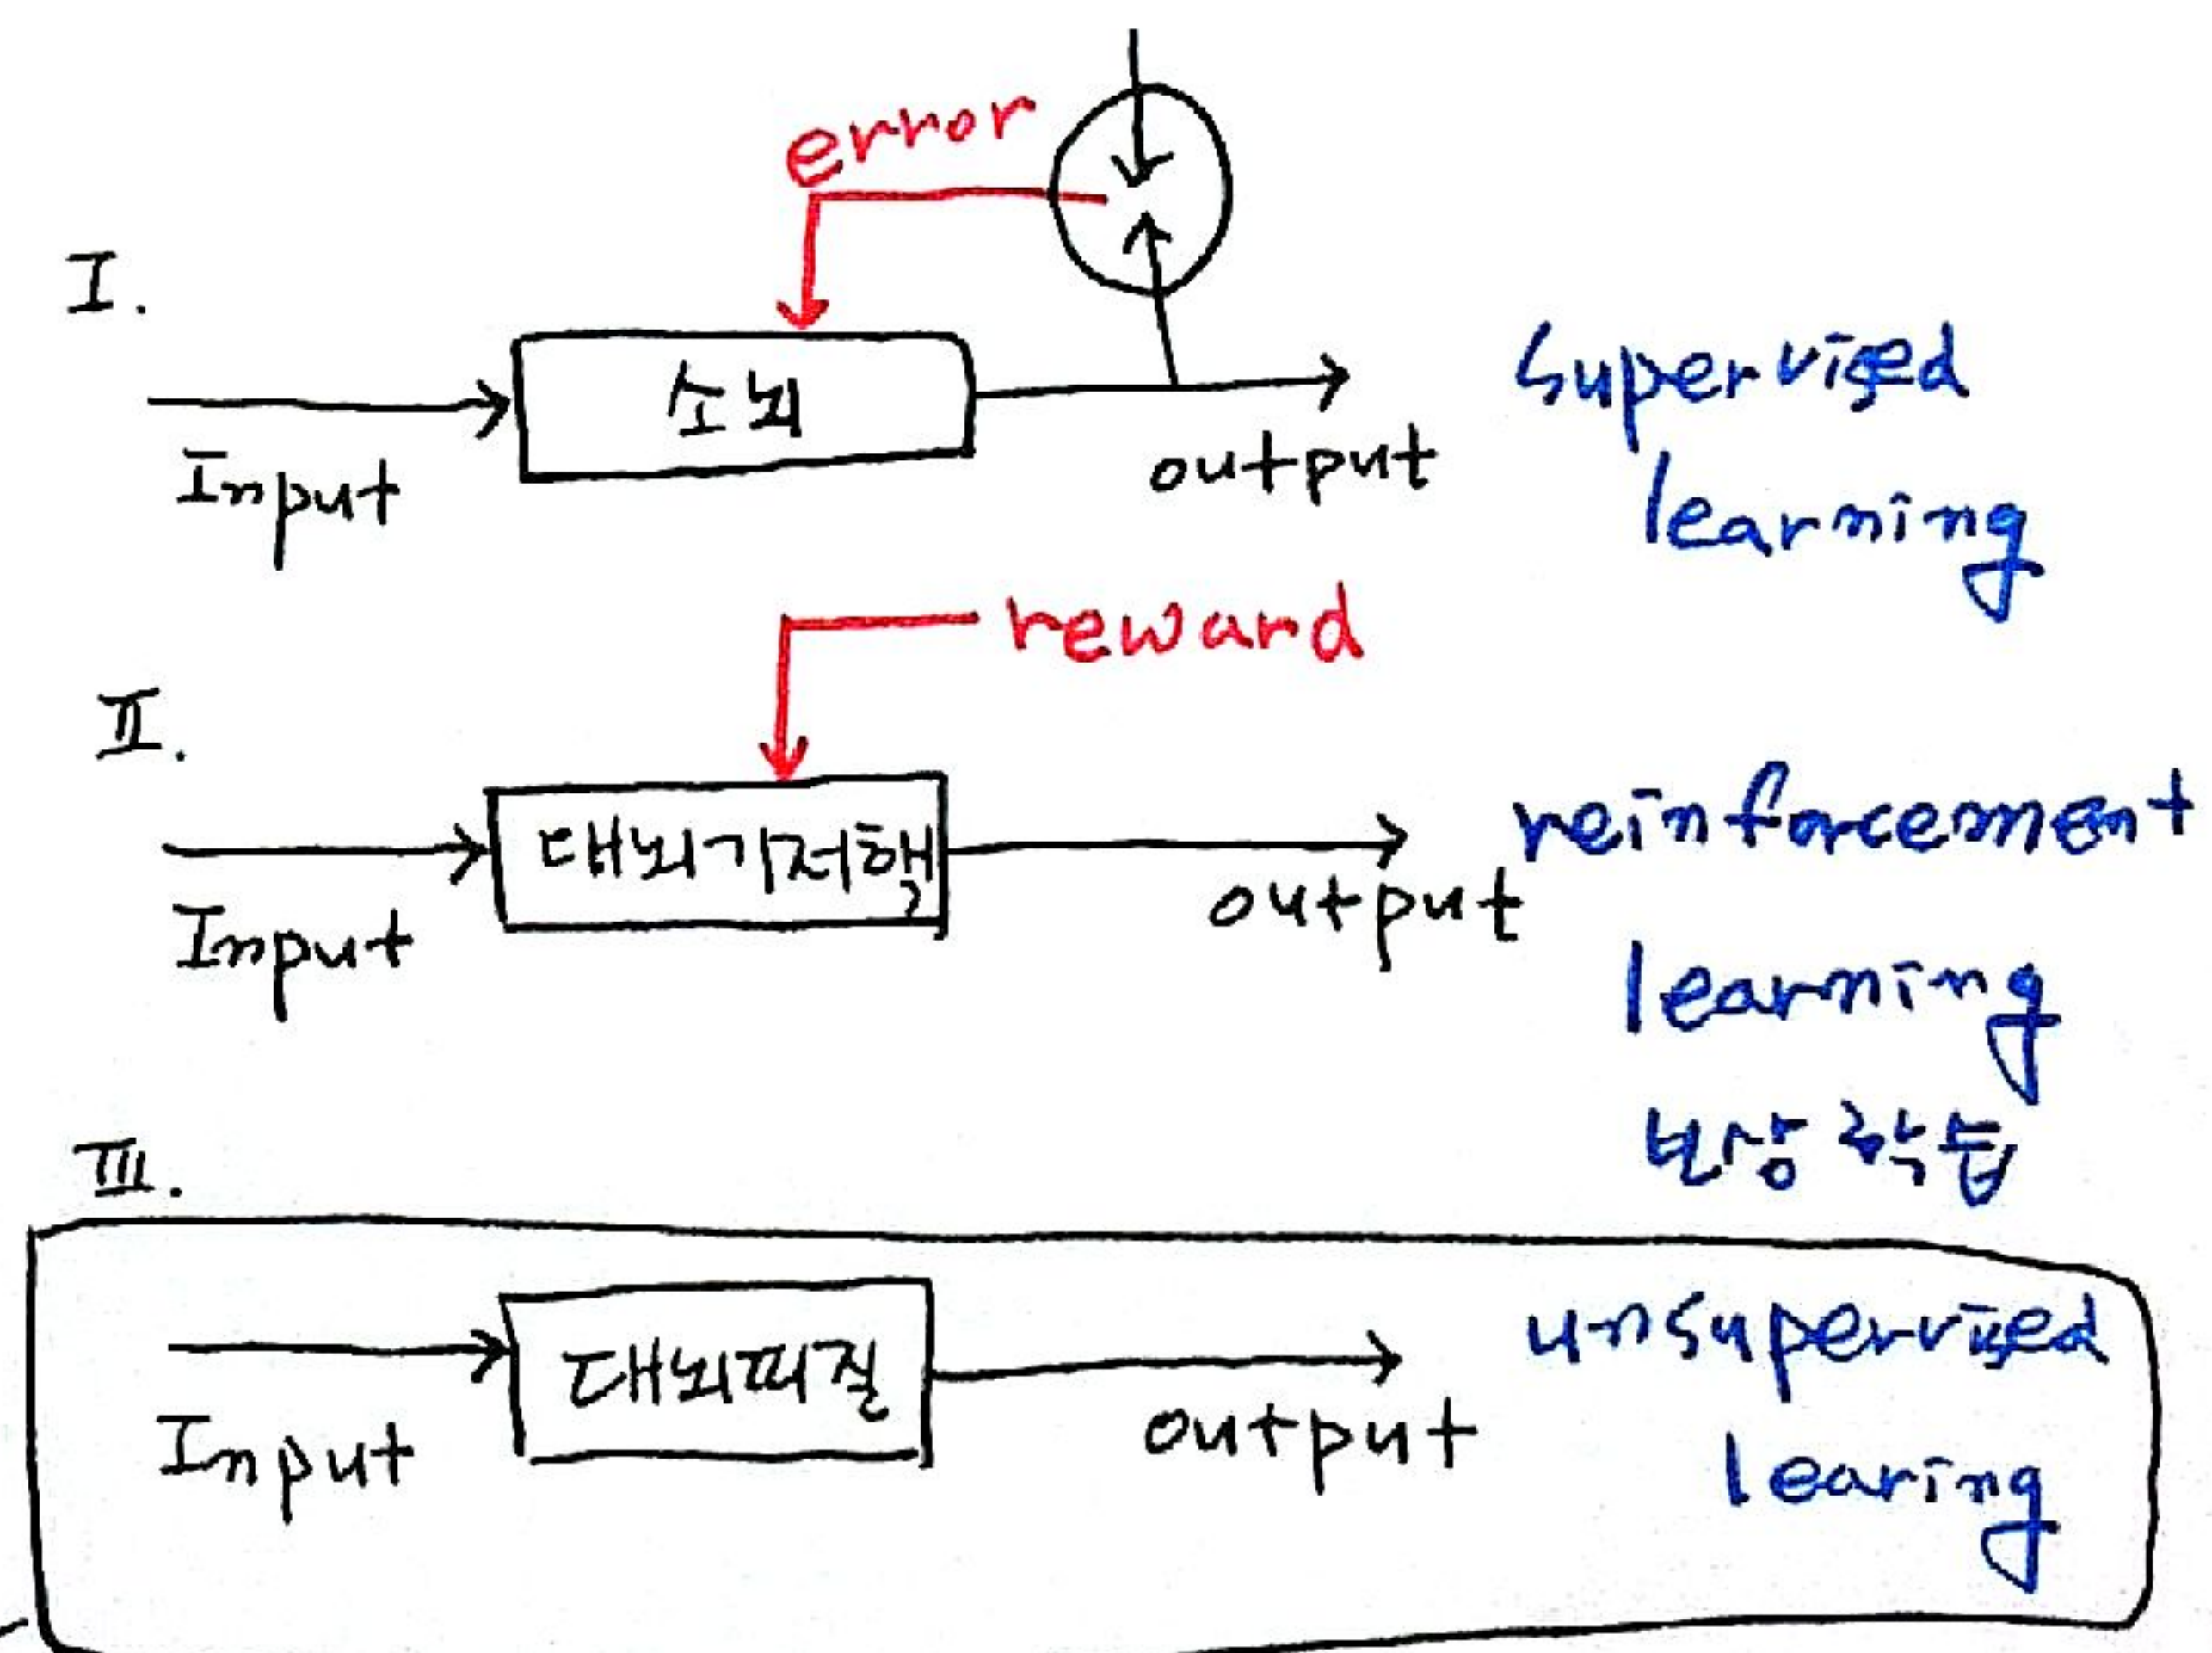 error
I.
소뇌
Input
output
supervised
learning
reward
II.
대뇌기저핵
Input
output
reinforcement
learning
보상학습
III.
대뇌피질
Input
output
unsupervised
learing